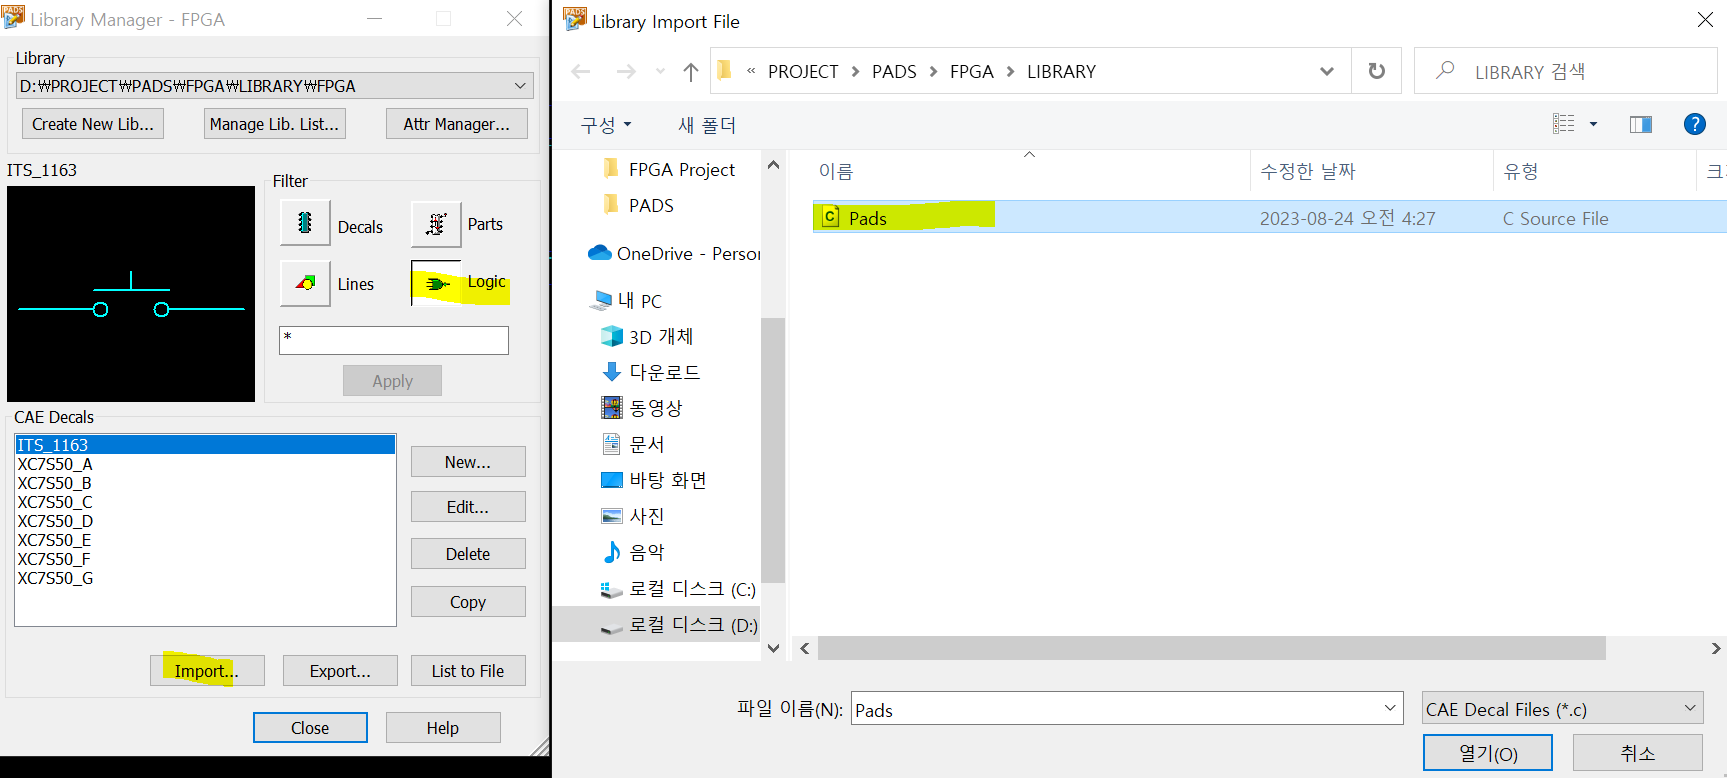 Library Manager - FPGA
Library
D:₩PROJECT₩PADS₩FPGA₩LIBRARY₩FPGA
Create New Lib...
Manage Lib. List...
Attr Manager...
ITS_1163
Filter
Decals
Parts
Lines
Logic
*
Apply
CAE Decals
ITS_1163
XC7S50_A
XC7S50_B
XC7S50_C
XC7S50_D
XC7S50_E
XC7S50_F
XC7S50_G
New...
Edit...
Delete
Copy
Import...
Export...
List to File
Close
Help
Library Import File
« PROJECT > PADS > FPGA > LIBRARY
LIBRARY 검색
구성
새 폴더
FPGA Project
PADS
OneDrive - Person
내 PC
3D 개체
다운로드
동영상
문서
바탕 화면
사진
음악
로컬 디스크 (C:)
로컬 디스크 (D:)
이름
수정한 날짜
유형
Pads
2023-08-24 오전 4:27
C Source File
파일 이름(N):
Pads
CAE Decal Files (*.c)
열기(O)
취소